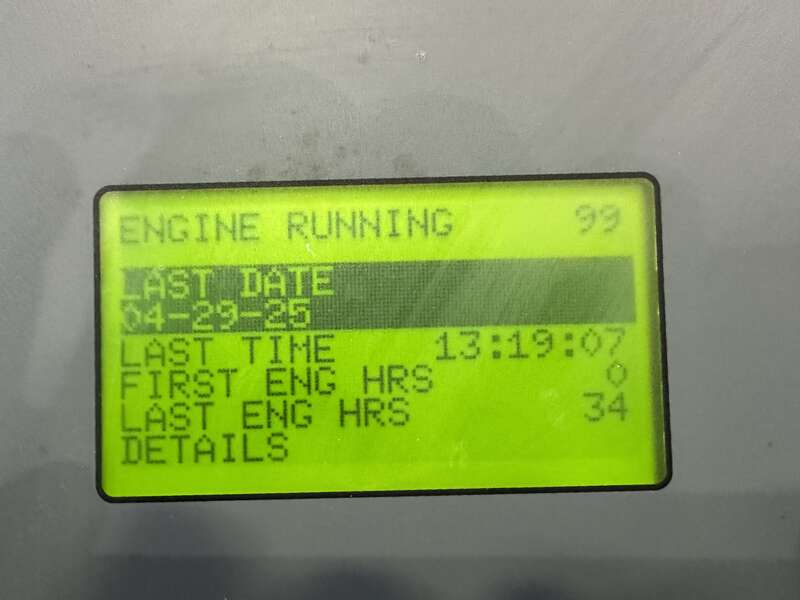 ENGINE RUNNING 99
LAST DATE
04-29-25
LAST TIME 13:19:07
FIRST ENG HRS 0
LAST ENG HRS 34
DETAILS